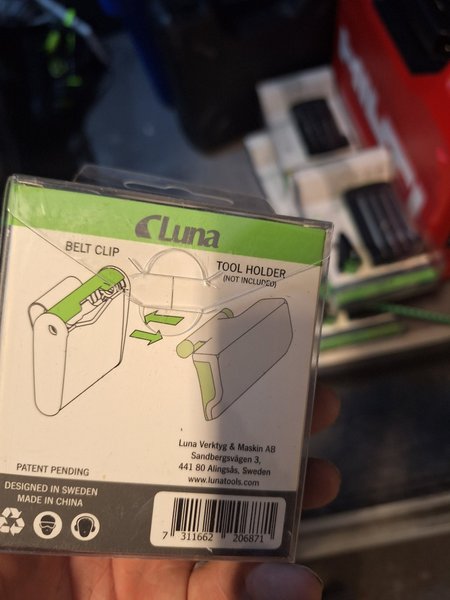 Luna
BELT CLIP
TOOL HOLDER
(NOT INCLUDED)
Luna Verktyg & Maskin AB
Sandbergsvägen 3,
441 80 Alingsås, Sweden
www.lunatools.com
PATENT PENDING
DESIGNED IN SWEDEN
MADE IN CHINA
7 311662 206871